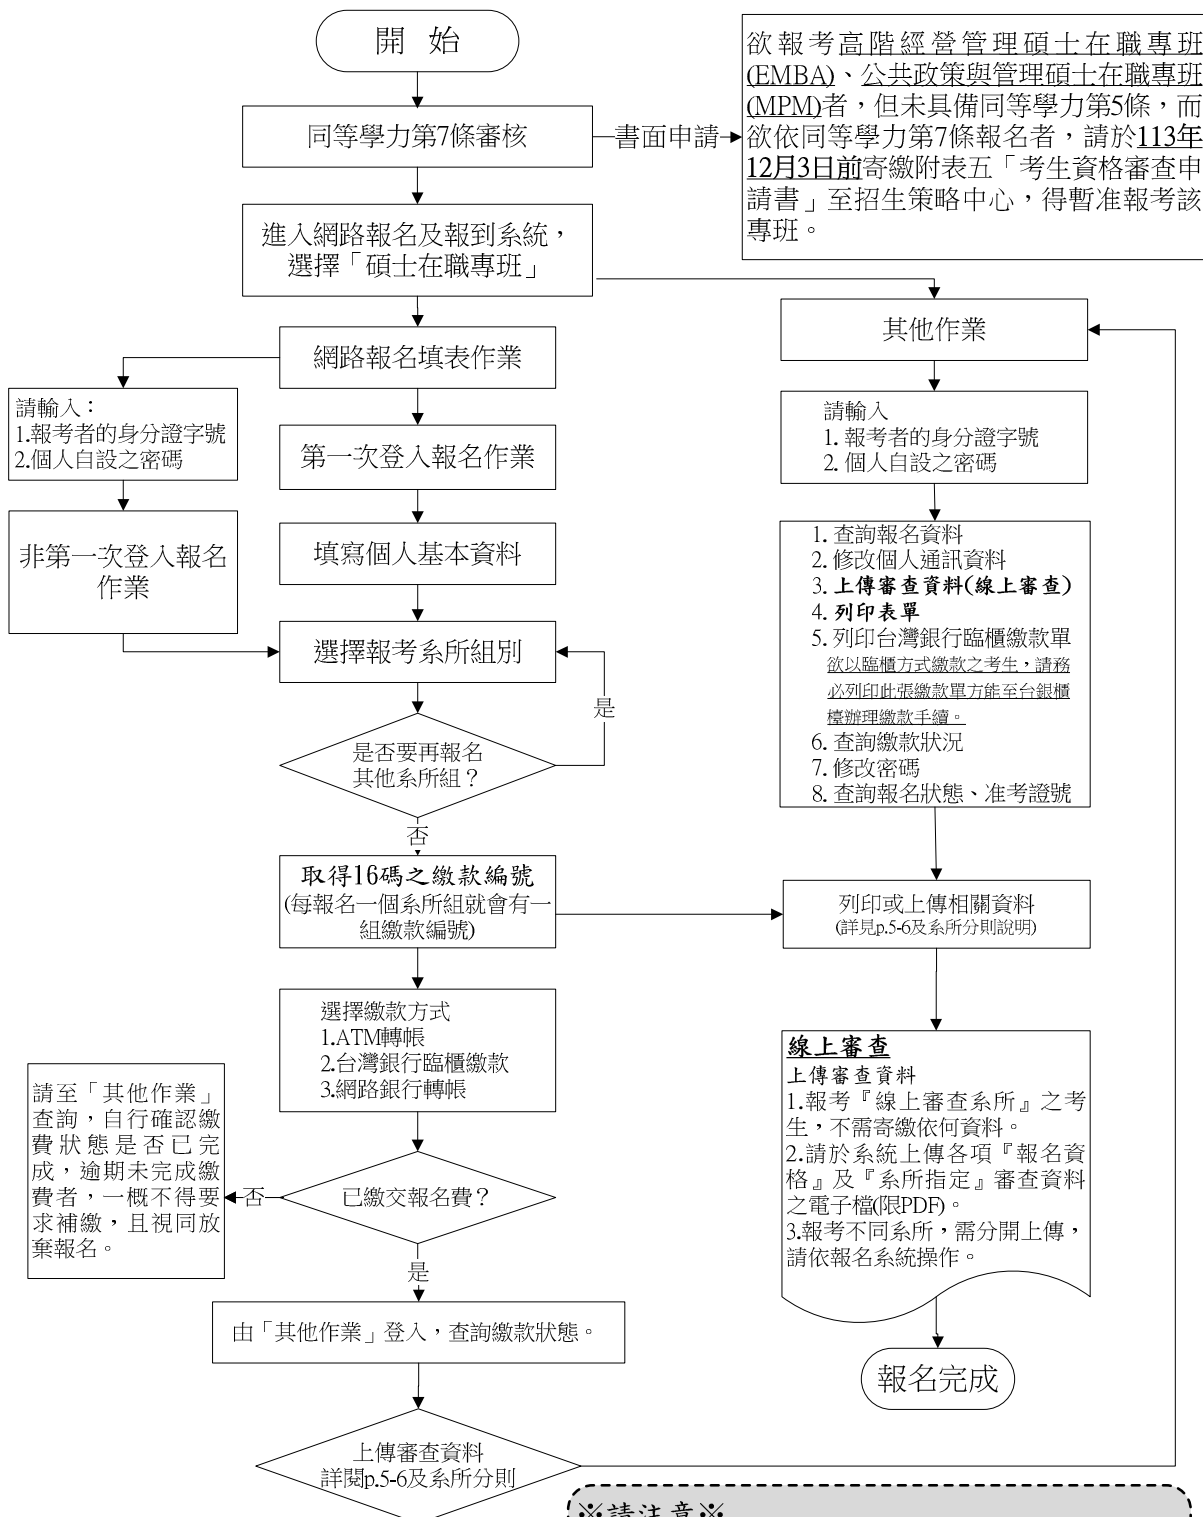 開 始
欲報考高階經營管理碩士在職專班
(EMBA)、公共政策與管理碩士在職專班
(MPM)者，但未具備同等學力第5條，而
欲依同等學力第7條報名者，請於113年
12月3日前寄繳附表五「考生資格審查申
請書」至招生策略中心，得暫准報考該
專班。
同等學力第7條審核
書面申請
進入網路報名及報到系統，
選擇「碩士在職專班」
網路報名填表作業
其他作業
請輸入：
1.報考者的身分證字號
2.個人自設之密碼
第一次登入報名作業
請輸入
1. 報考者的身分證字號
2. 個人自設之密碼
非第一次登入報名
作業
填寫個人基本資料
1. 查詢報名資料
2. 修改個人通訊資料
3. 上傳審查資料(線上審查)
4. 列印表單
5. 列印台灣銀行臨櫃繳款單
欲以臨櫃方式繳款之考生，請務
必列印此張繳款單方能至台銀櫃
檯辦理繳款手續。
6. 查詢繳款狀況
7. 修改密碼
8. 查詢報名狀態、准考證號
選擇報考系所組別
是
是否要再報名
其他系所組？
否
取得16碼之繳款編號
(每報名一個系所組就會有一
組繳款編號)
列印或上傳相關資料
(詳見p.5-6及系所分則說明)
選擇繳款方式
1.ATM轉帳
2.台灣銀行臨櫃繳款
3.網路銀行轉帳
線上審查
上傳審查資料
1.報考『線上審查系所』之考
生，不需寄繳依何資料。
2.請於系統上傳各項『報名資
格』及『系所指定』審查資料
之電子檔(限PDF)。
3.報考不同系所，需分開上傳，
請依報名系統操作。
請至「其他作業」
查詢，自行確認繳
費狀態是否已完
成，逾期未完成繳
費者，一概不得要
求補繳，且視同放
棄報名。
否
已繳交報名費？
是
由「其他作業」登入，查詢繳款狀態。
報名完成
上傳審查資料
詳閱p.5-6及系所分則
※請注意※